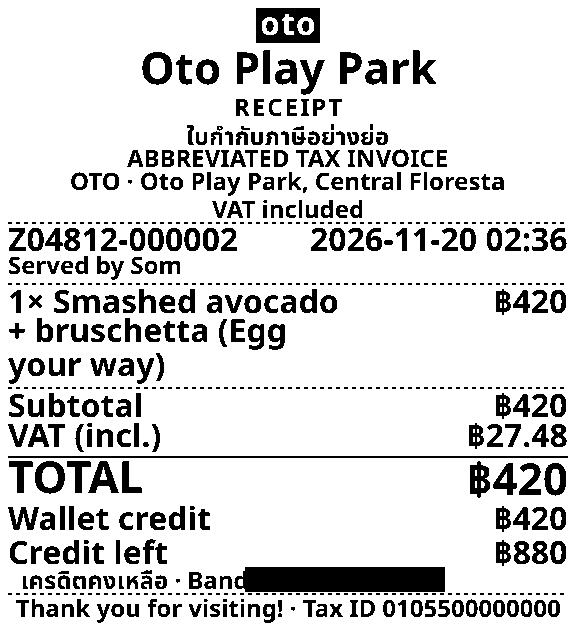 oto
Oto Play Park
RECEIPT
ใบกำกับภาษีอย่างย่อ
ABBREVIATED TAX INVOICE
OTO · Oto Play Park, Central Floresta
VAT included
Z04812-000002 2026-11-20 02:36
Served by Som
1× Smashed avocado ฿420
+ bruschetta (Egg
your way)
Subtotal ฿420
VAT (incl.) ฿27.48
TOTAL ฿420
Wallet credit ฿420
Credit left ฿880
เครดิตคงเหลือ · Band
Thank you for visiting! · Tax ID 0105500000000